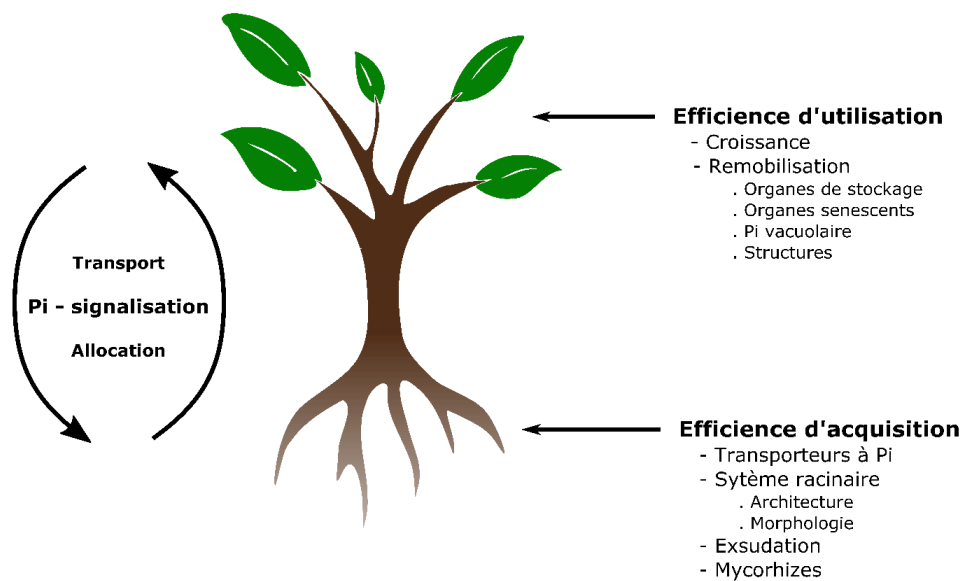 Efficience d'utilisation
- Croissance
- Remobilisation
. Organes de stockage
. Organes senescents
. Pi vacuolaire
. Structures
Transport
Pi - signalisation
Allocation
Efficience d'acquisition
- Transporteurs à Pi
- Sytème racinaire
. Architecture
. Morphologie
- Exsudation
- Mycorhizes